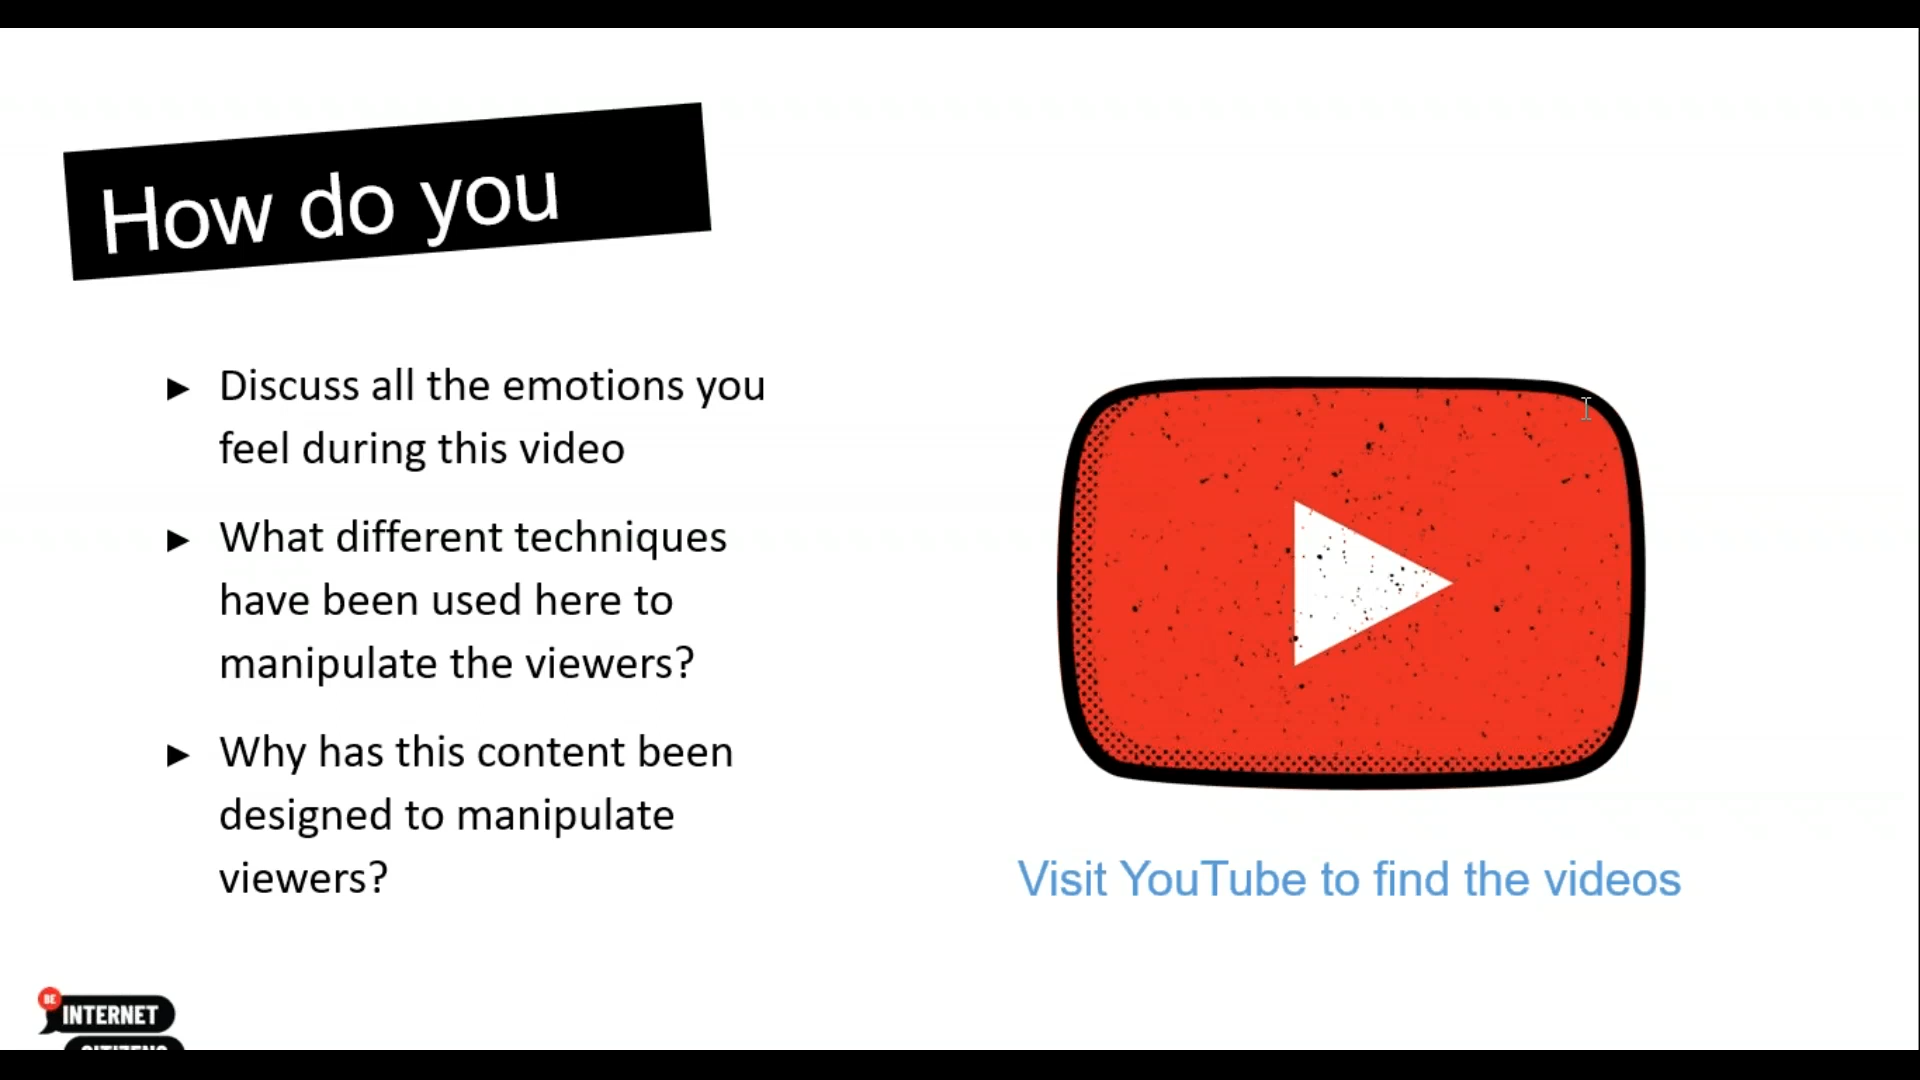 How do you
► Discuss all the emotions you
feel during this video
► What different techniques
have been used here to
manipulate the viewers?
► Why has this content been
designed to manipulate
viewers?
Visit YouTube to find the videos
BE
INTERNET
CITIZENS